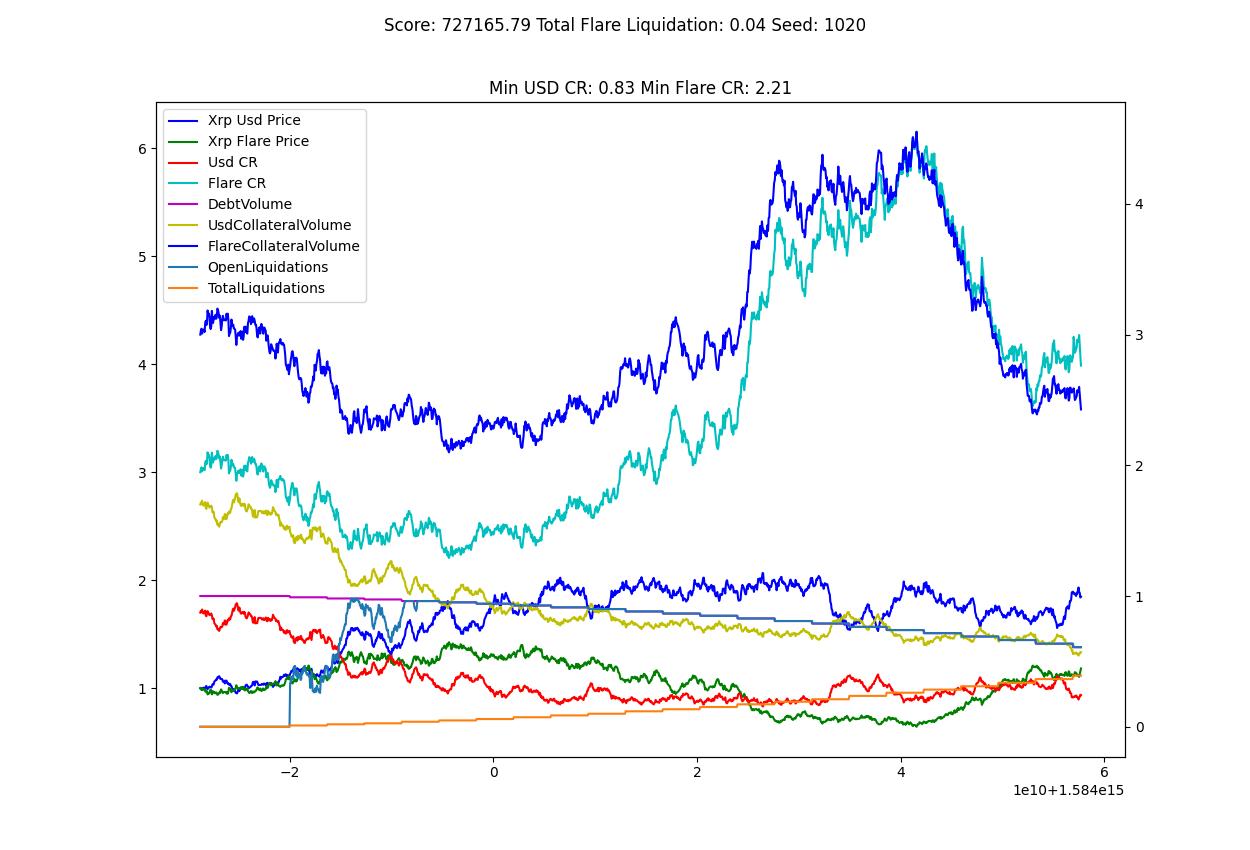 Score: 727165.79 Total Flare Liquidation: 0.04 Seed: 1020
Min USD CR: 0.83 Min Flare CR: 2.21
Xrp Usd Price
Xrp Flare Price
Usd CR
Flare CR
DebtVolume
UsdCollateralVolume
FlareCollateralVolume
OpenLiquidations
TotalLiquidations
6
5
4
3
2
1
4
3
2
1
0
−2
0
2
4
6
1e10+1.584e15